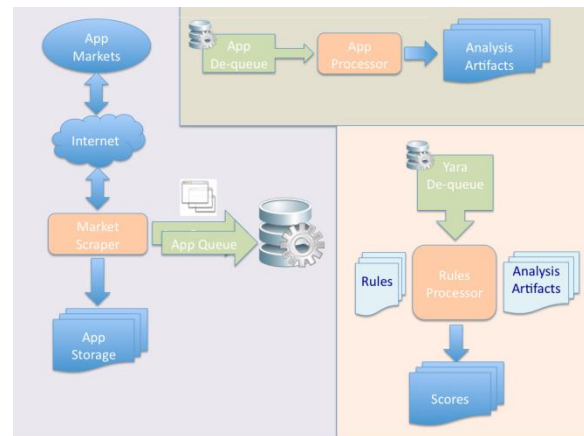 App
Markets
Internet
Market
Scraper
App Queue
App
Storage
App
De-queue
App
Processor
Analysis
Artifacts
Yara
De-queue
Rules
Rules
Processor
Analysis
Artifacts
Scores